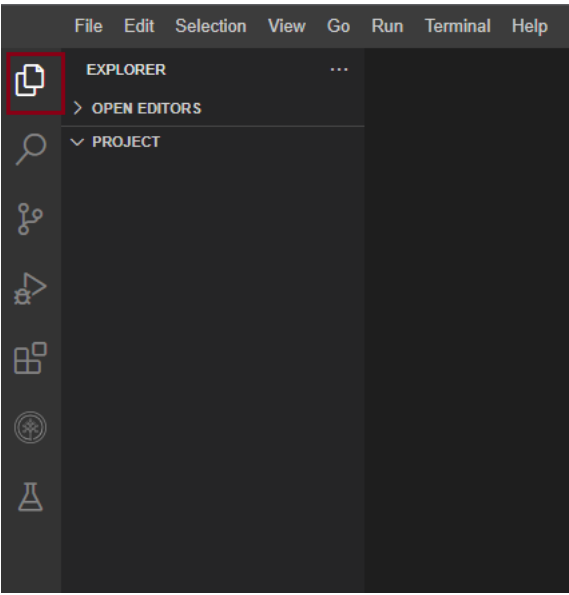 File Edit Selection View Go Run Terminal Help
EXPLORER
OPEN EDITORS
PROJECT